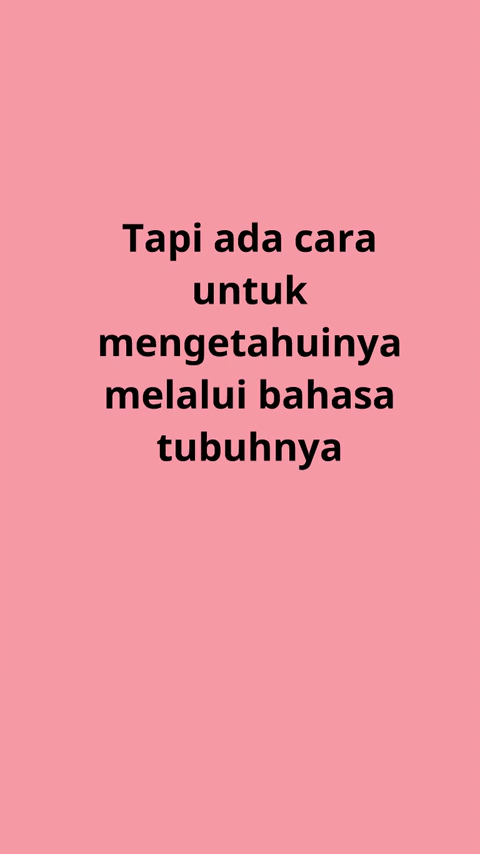 Tapi ada cara
untuk
mengetahuinya
melalui bahasa
tubuhnya